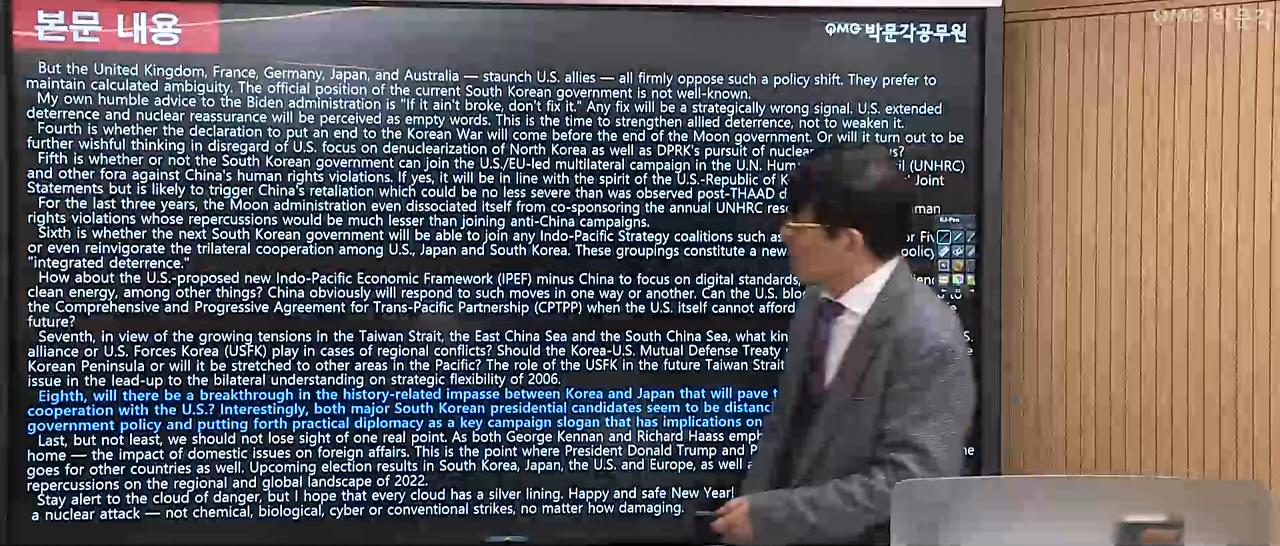 본문 내용
PMG 박문각공무원
PMG 박문각
But the United Kingdom, France, Germany, Japan, and Australia — staunch U.S. allies — all firmly oppose such a policy shift. They prefer to
maintain calculated ambiguity. The official position of the current South Korean government is not well-known.
My own humble advice to the Biden administration is "If it ain't broke, don't fix it." Any fix will be a strategically wrong signal. U.S. extended
deterrence and nuclear reassurance will be perceived as empty words. This is the time to strengthen allied deterrence, not to weaken it.
Fourth is whether the declaration to put an end to the Korean War will come before the end of the Moon government. Or will it turn out to be
further wishful thinking in disregard of U.S. focus on denuclearization of North Korea as well as DPRK's pursuit of nuclear
Fifth is whether or not the South Korean government can join the U.S./EU-led multilateral campaign in the U.N. (UNHRC)
and other fora against China's human rights violations. If yes, it will be in line with the spirit of the U.S.-Republic of Joint
Statements but is likely to trigger China's retaliation which could be no less severe than was observed post-THAAD
For the last three years, the Moon administration even dissociated itself from co-sponsoring the annual UNHRC
rights violations whose repercussions would be much lesser than joining anti-China campaigns.
Sixth is whether the next South Korean government will be able to join any Indo-Pacific Strategy coalitions such as
or even reinvigorate the trilateral cooperation among U.S., Japan and South Korea. These groupings constitute a new policy
"integrated deterrence."
How about the U.S.-proposed new Indo-Pacific Economic Framework (IPEF) minus China to focus on digital standards,
clean energy, among other things? China obviously will respond to such moves in one way or another. Can the U.S.
the Comprehensive and Progressive Agreement for Trans-Pacific Partnership (CPTPP) when the U.S. itself cannot afford
future?
Seventh, in view of the growing tensions in the Taiwan Strait, the East China Sea and the South China Sea, what
alliance or U.S. Forces Korea (USFK) play in cases of regional conflicts? Should the Korea-U.S. Mutual Defense Treaty
Korean Peninsula or will it be stretched to other areas in the Pacific? The role of the USFK in the future Taiwan Strait
issue in the lead-up to the bilateral understanding on strategic flexibility of 2006.
Eighth, will there be a breakthrough in the history-related impasse between Korea and Japan that will pave
cooperation with the U.S.? Interestingly, both major South Korean presidential candidates seem to be
government policy and putting forth practical diplomacy as a key campaign slogan that has implications on
Last, but not least, we should not lose sight of one real point. As both George Kennan and Richard Haass
home — the impact of domestic issues on foreign affairs. This is the point where President Donald Trump and
goes for other countries as well. Upcoming election results in South Korea, Japan, the U.S. and Europe, as well
repercussions on the regional and global landscape of 2022.
Stay alert to the cloud of danger, but I hope that every cloud has a silver lining. Happy and safe New Year!
a nuclear attack — not chemical, biological, cyber or conventional strikes, no matter how damaging.